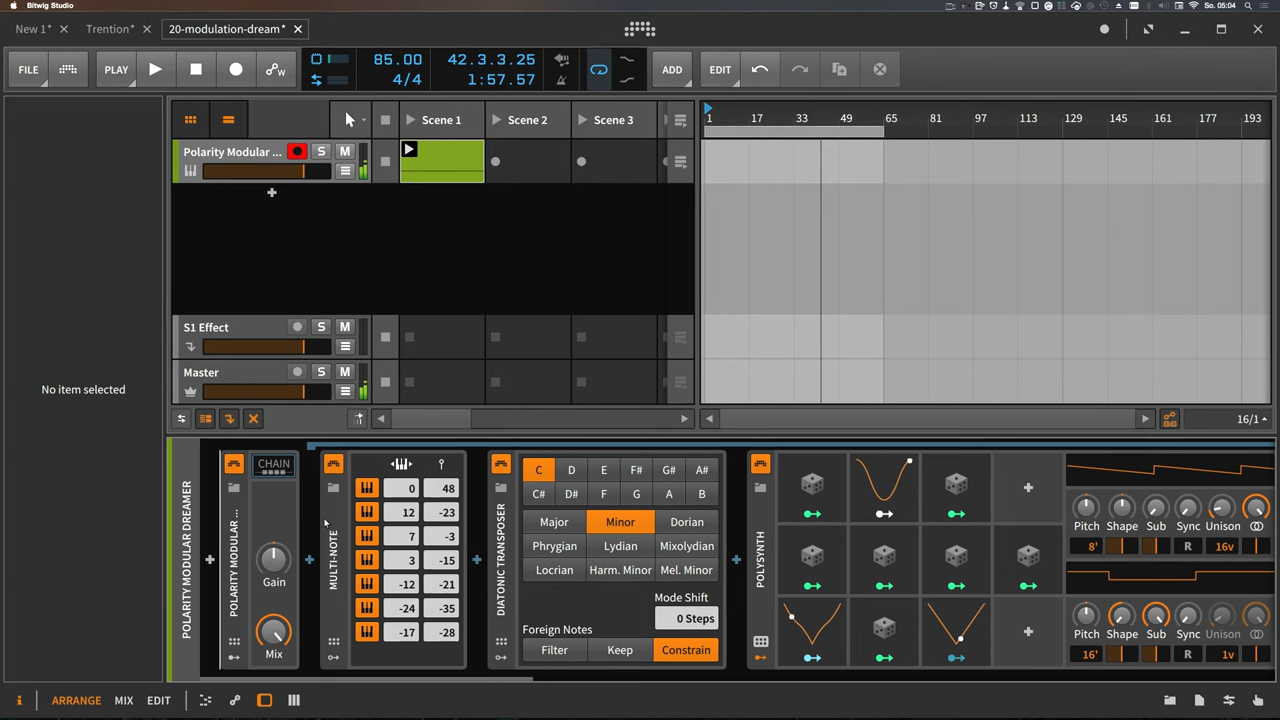 Bitwig Studio
So. 05:04
New 1*
Trention*
20-modulation-dream*
FILE
PLAY
85.00
4/4
42.3.3.25
1:57.57
ADD
EDIT
Scene 1
Scene 2
Scene 3
1
17
33
49
65
81
97
113
129
145
161
177
193
Polarity Modular ...
S
M
S1 Effect
S
M
Master
S
M
No item selected
16/1
POLARITY MODULAR DREAMER
POLARITY MODULAR ...
CHAIN
Gain
Mix
MULTI-NOTE
0 48
12 -23
7 -3
3 -15
-12 -21
-24 -35
-17 -28
DIATONIC TRANSPOSER
C D E F# G# A#
C# D# F G A B
Major Minor Dorian
Phrygian Lydian Mixolydian
Locrian Harm. Minor Mel. Minor
Mode Shift
0 Steps
Foreign Notes
Filter Keep Constrain
POLYSYNTH
Pitch Shape Sub Sync Unison
8' R 16v
Pitch Shape Sub Sync Unison
16' R 1v
i ARRANGE MIX EDIT